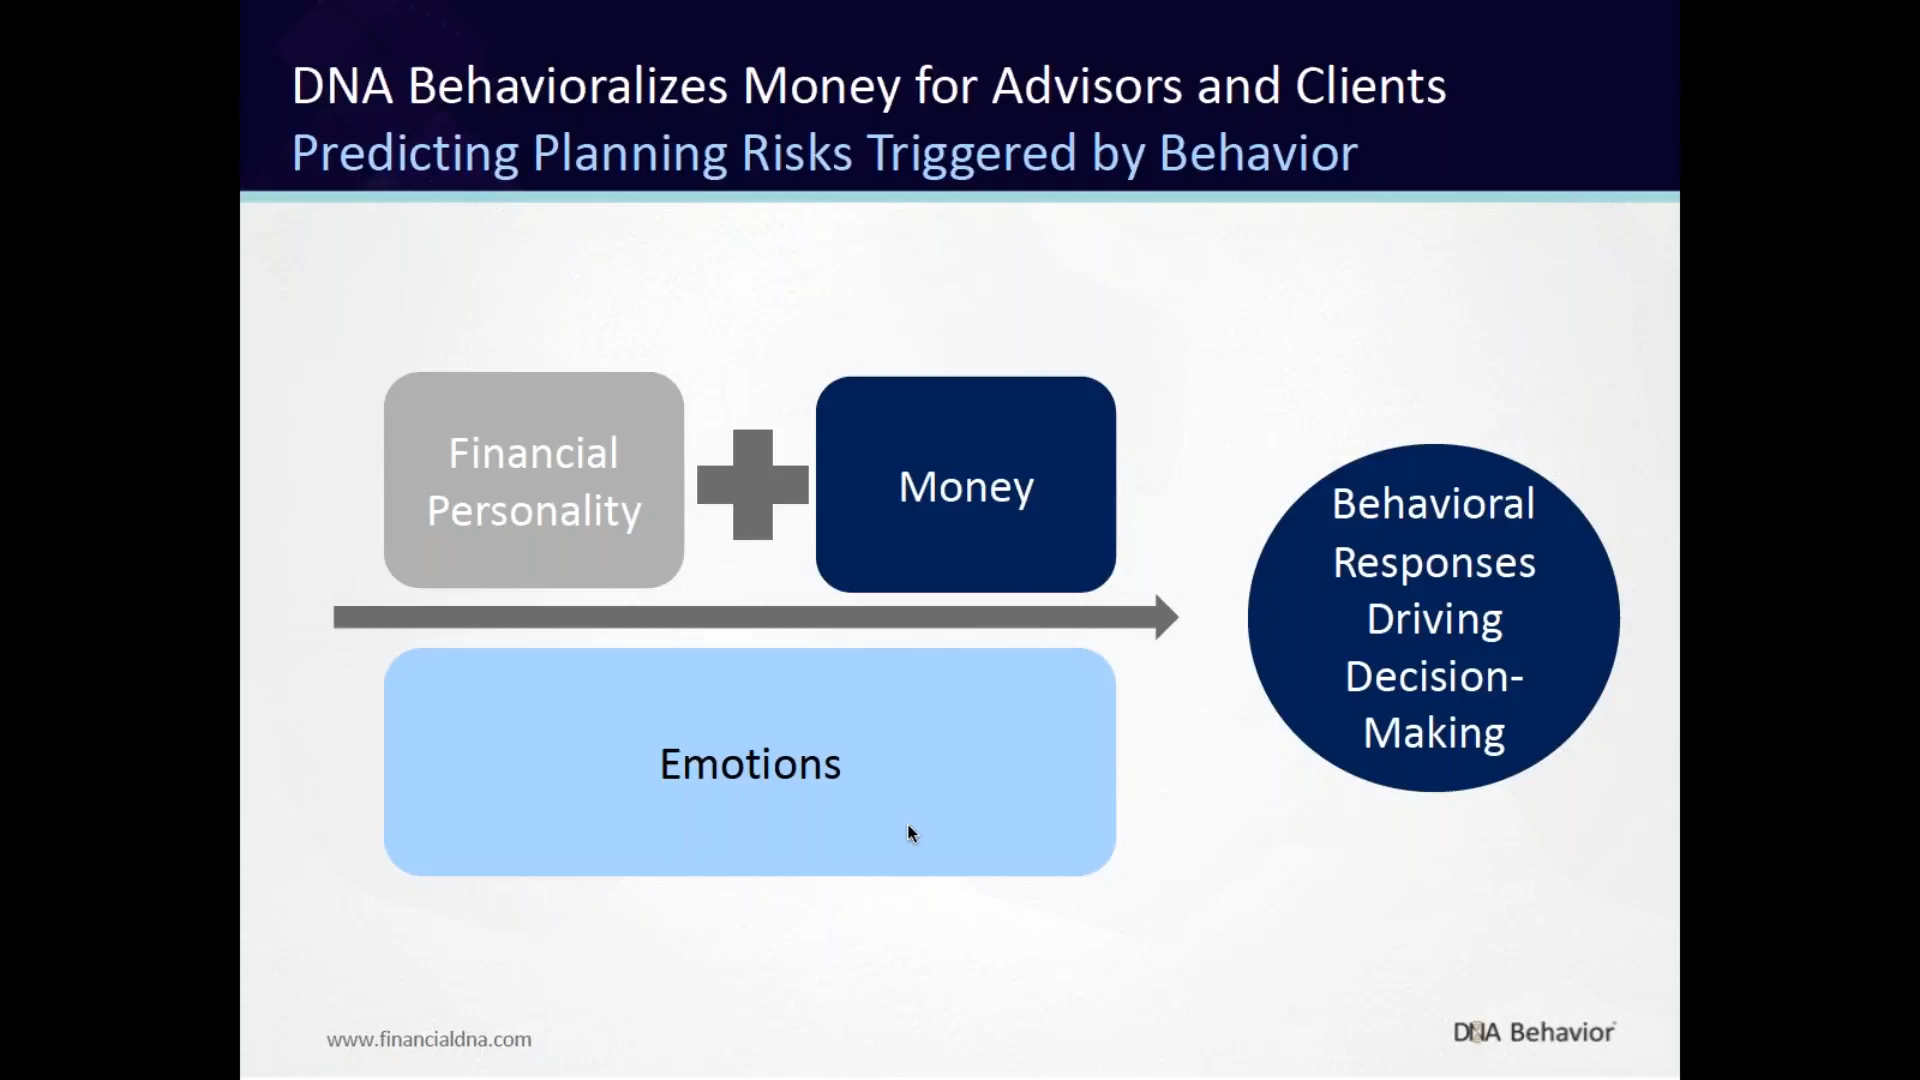 DNA Behavioralizes Money for Advisors and Clients
Predicting Planning Risks Triggered by Behavior
Financial
Personality
Money
Behavioral
Responses
Driving
Decision-
Making
Emotions
www.financialdna.com
DNA Behavior